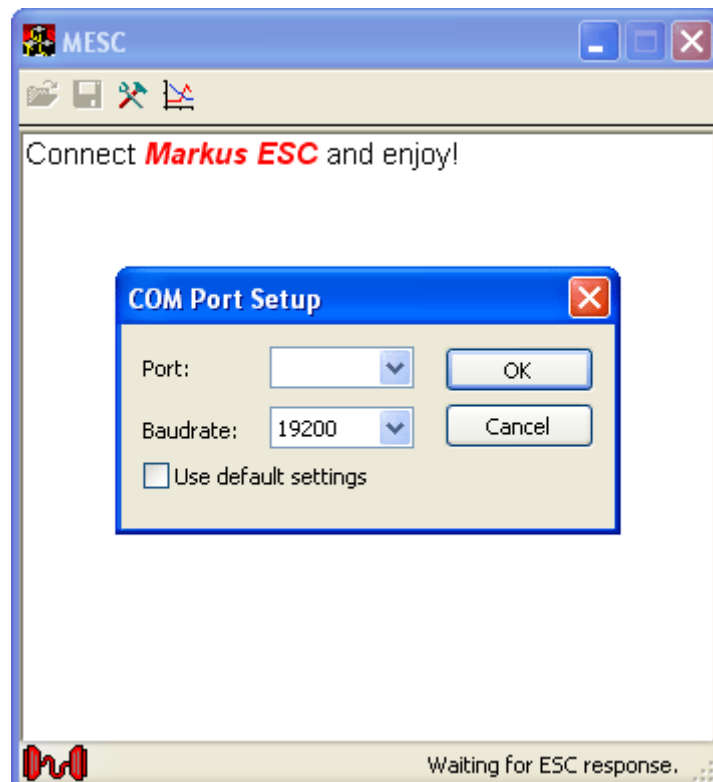 MESC
Connect Markus ESC and enjoy!
COM Port Setup
Port:
OK
Baudrate:
19200
Cancel
Use default settings
Waiting for ESC response.